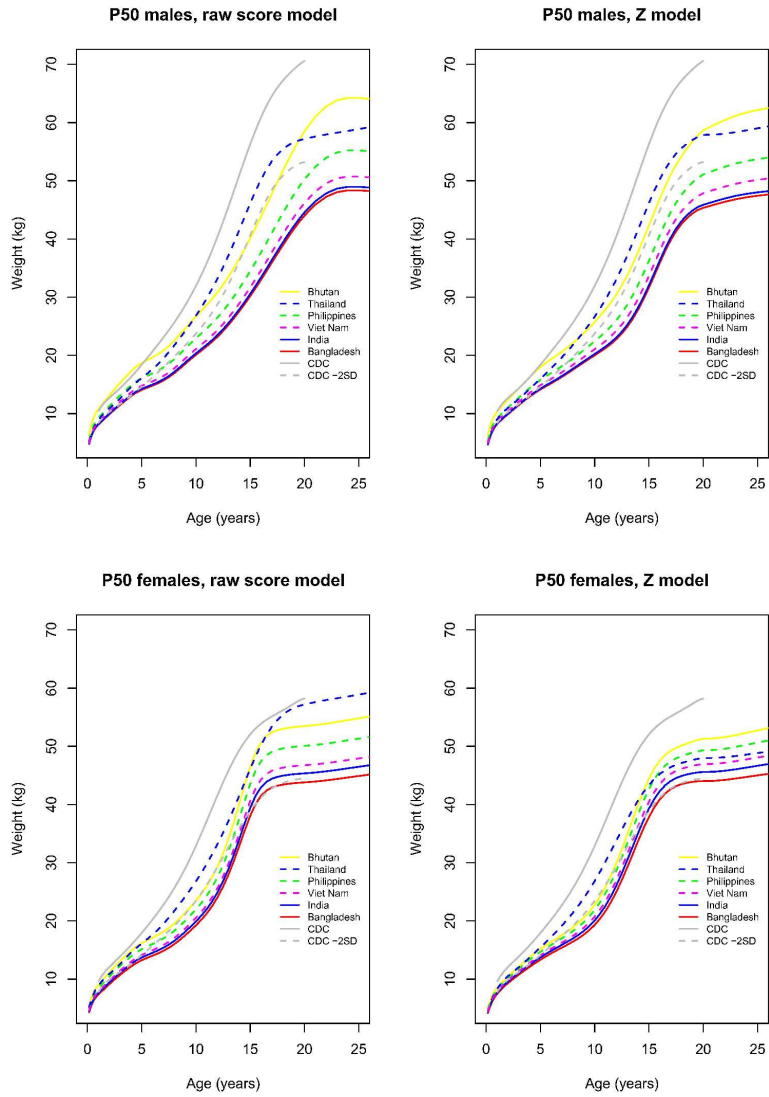 P50 males, raw score model
70
60
50
40
30
20
10
Weight (kg)
Bhutan
Thailand
Philippines
Viet Nam
India
Bangladesh
CDC
CDC −2SD
0 5 10 15 20 25
Age (years)
P50 males, Z model
70
60
50
40
30
20
10
Weight (kg)
Bhutan
Thailand
Philippines
Viet Nam
India
Bangladesh
CDC
CDC −2SD
0 5 10 15 20 25
Age (years)
P50 females, raw score model
70
60
50
40
30
20
10
Weight (kg)
Bhutan
Thailand
Philippines
Viet Nam
India
Bangladesh
CDC
CDC −2SD
0 5 10 15 20 25
Age (years)
P50 females, Z model
70
60
50
40
30
20
10
Weight (kg)
Bhutan
Thailand
Philippines
Viet Nam
India
Bangladesh
CDC
CDC −2SD
0 5 10 15 20 25
Age (years)